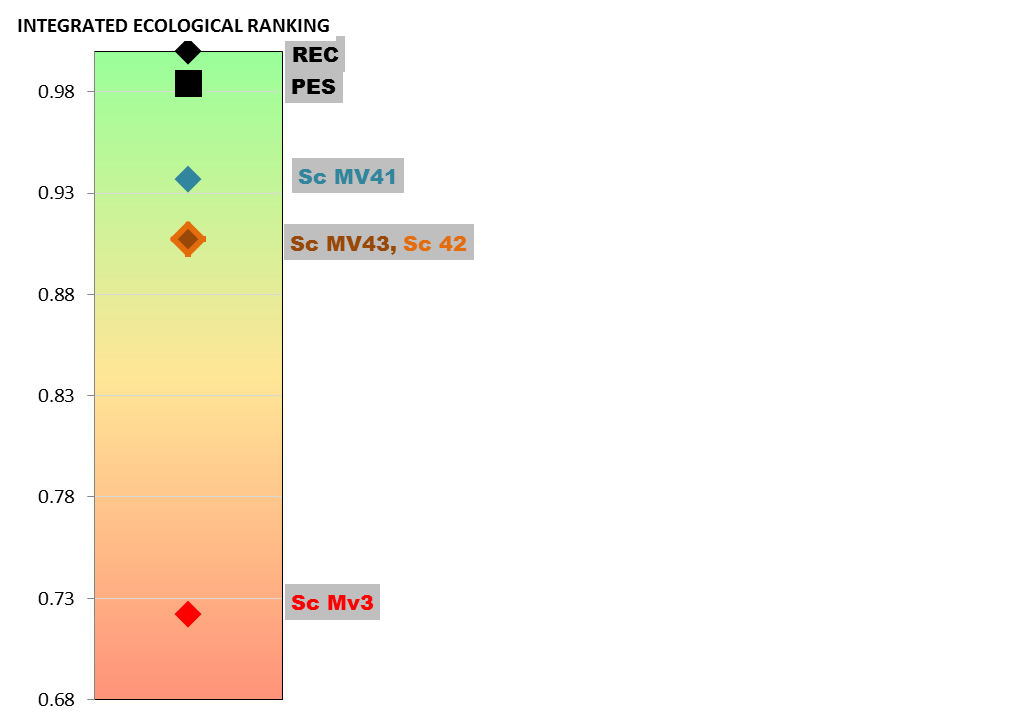 INTEGRATED ECOLOGICAL RANKING
REC
0.98
PES
Sc MV41
0.93
Sc MV43, Sc 42
0.88
0.83
0.78
0.73
Sc Mv3
0.68